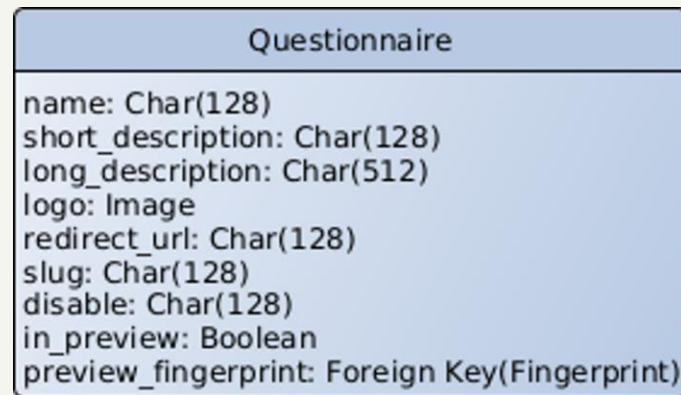 Questionnaire
name: Char(128)
short_description: Char(128)
long_description: Char(512)
logo: Image
redirect_url: Char(128)
slug: Char(128)
disable: Char(128)
in_preview: Boolean
preview_fingerprint: Foreign Key(Fingerprint)